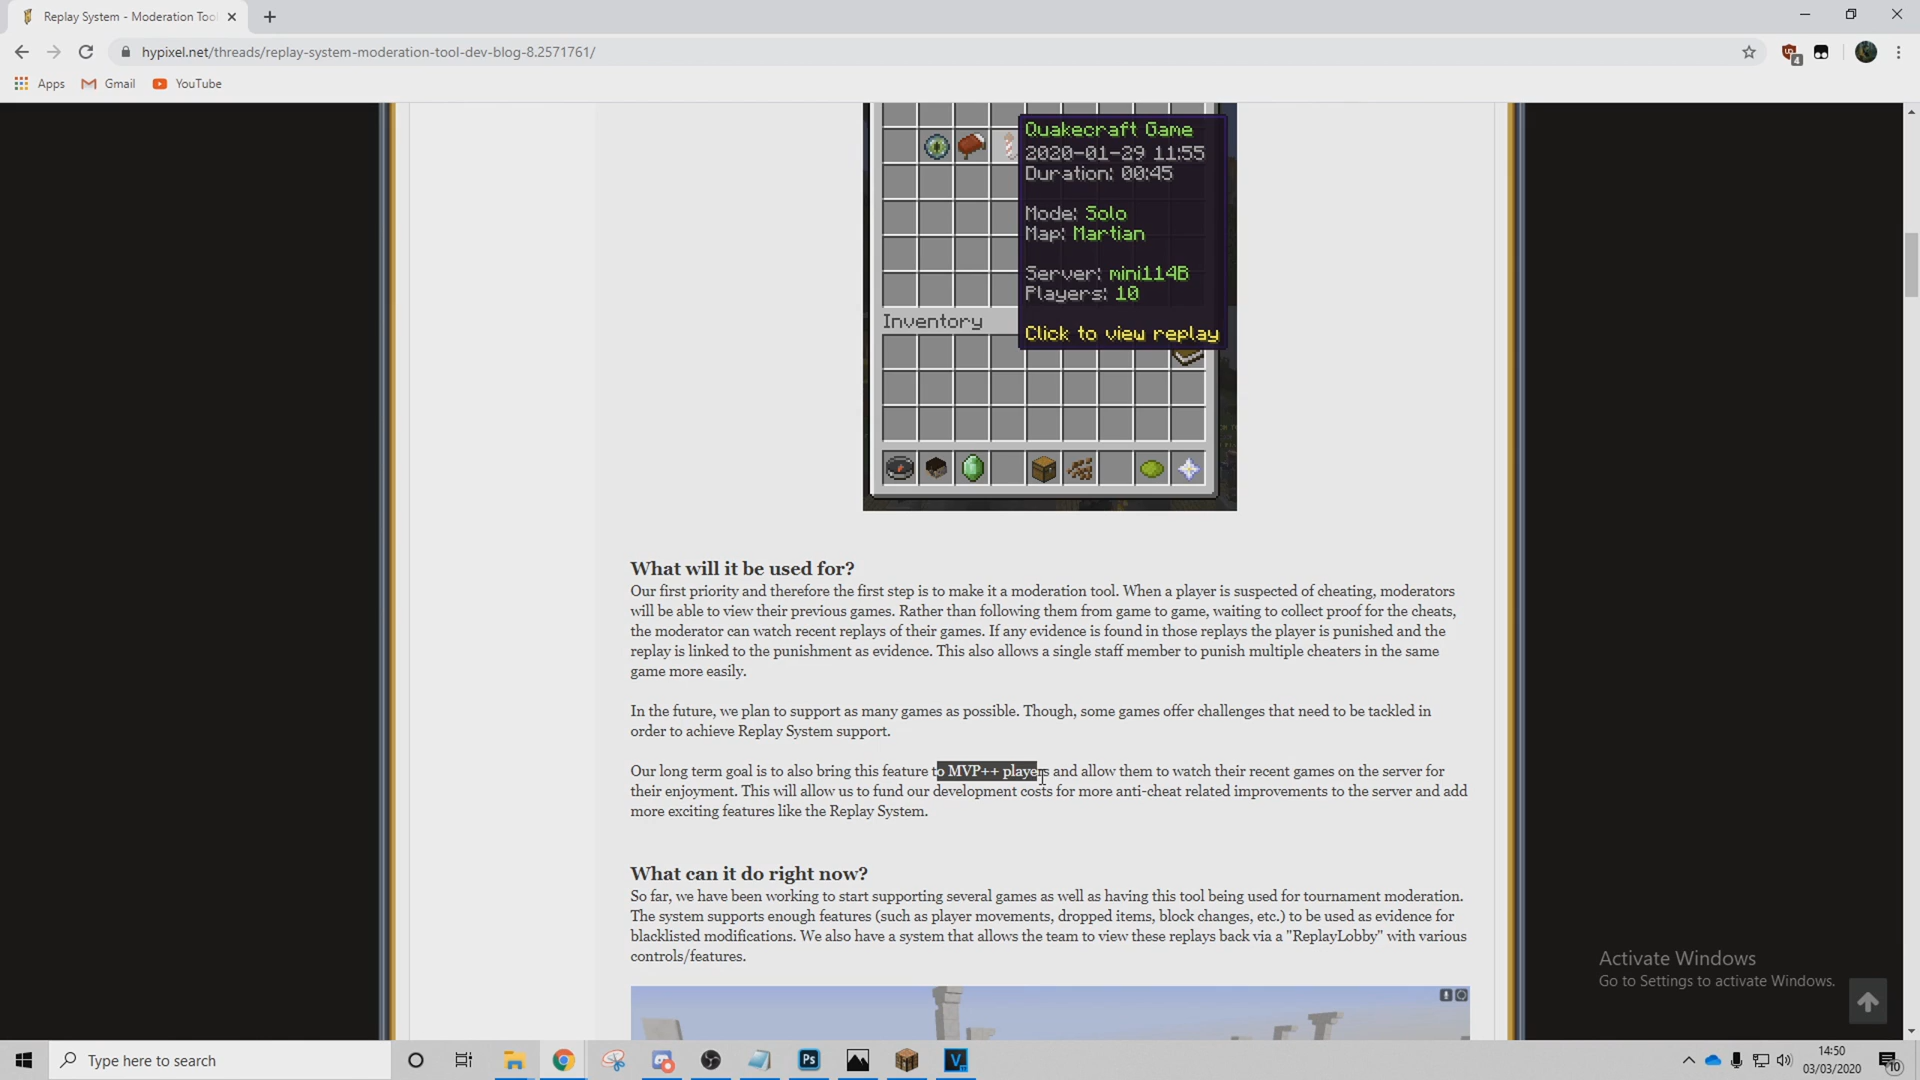 Replay System - Moderation Too
hypixel.net/threads/replay-system-moderation-tool-dev-blog-8.2571761/
4
Apps
Gmail
YouTube
Quakecraft Game
2020-01-29 11:55
Duration: 00:45
Mode: Solo
Map: Martian
Server: mini114B
Players: 10
Click to view replay
Inventory
What will it be used for?
Our first priority and therefore the first step is to make it a moderation tool. When a player is suspected of cheating, moderators
will be able to view their previous games. Rather than following them from game to game, waiting to collect proof for the cheats,
the moderator can watch recent replays of their games. If any evidence is found in those replays the player is punished and the
replay is linked to the punishment as evidence. This also allows a single staff member to punish multiple cheaters in the same
game more easily.
In the future, we plan to support as many games as possible. Though, some games offer challenges that need to be tackled in
order to achieve Replay System support.
Our long term goal is to also bring this feature to MVP++ players and allow them to watch their recent games on the server for
their enjoyment. This will allow us to fund our development costs for more anti-cheat related improvements to the server and add
more exciting features like the Replay System.
What can it do right now?
So far, we have been working to start supporting several games as well as having this tool being used for tournament moderation.
The system supports enough features (such as player movements, dropped items, block changes, etc.) to be used as evidence for
blacklisted modifications. We also have a system that allows the team to view these replays back via a "ReplayLobby" with various
controls/features.
Activate Windows
Go to Settings to activate Windows.
Type here to search
Ps
V
14:50
03/03/2020
10